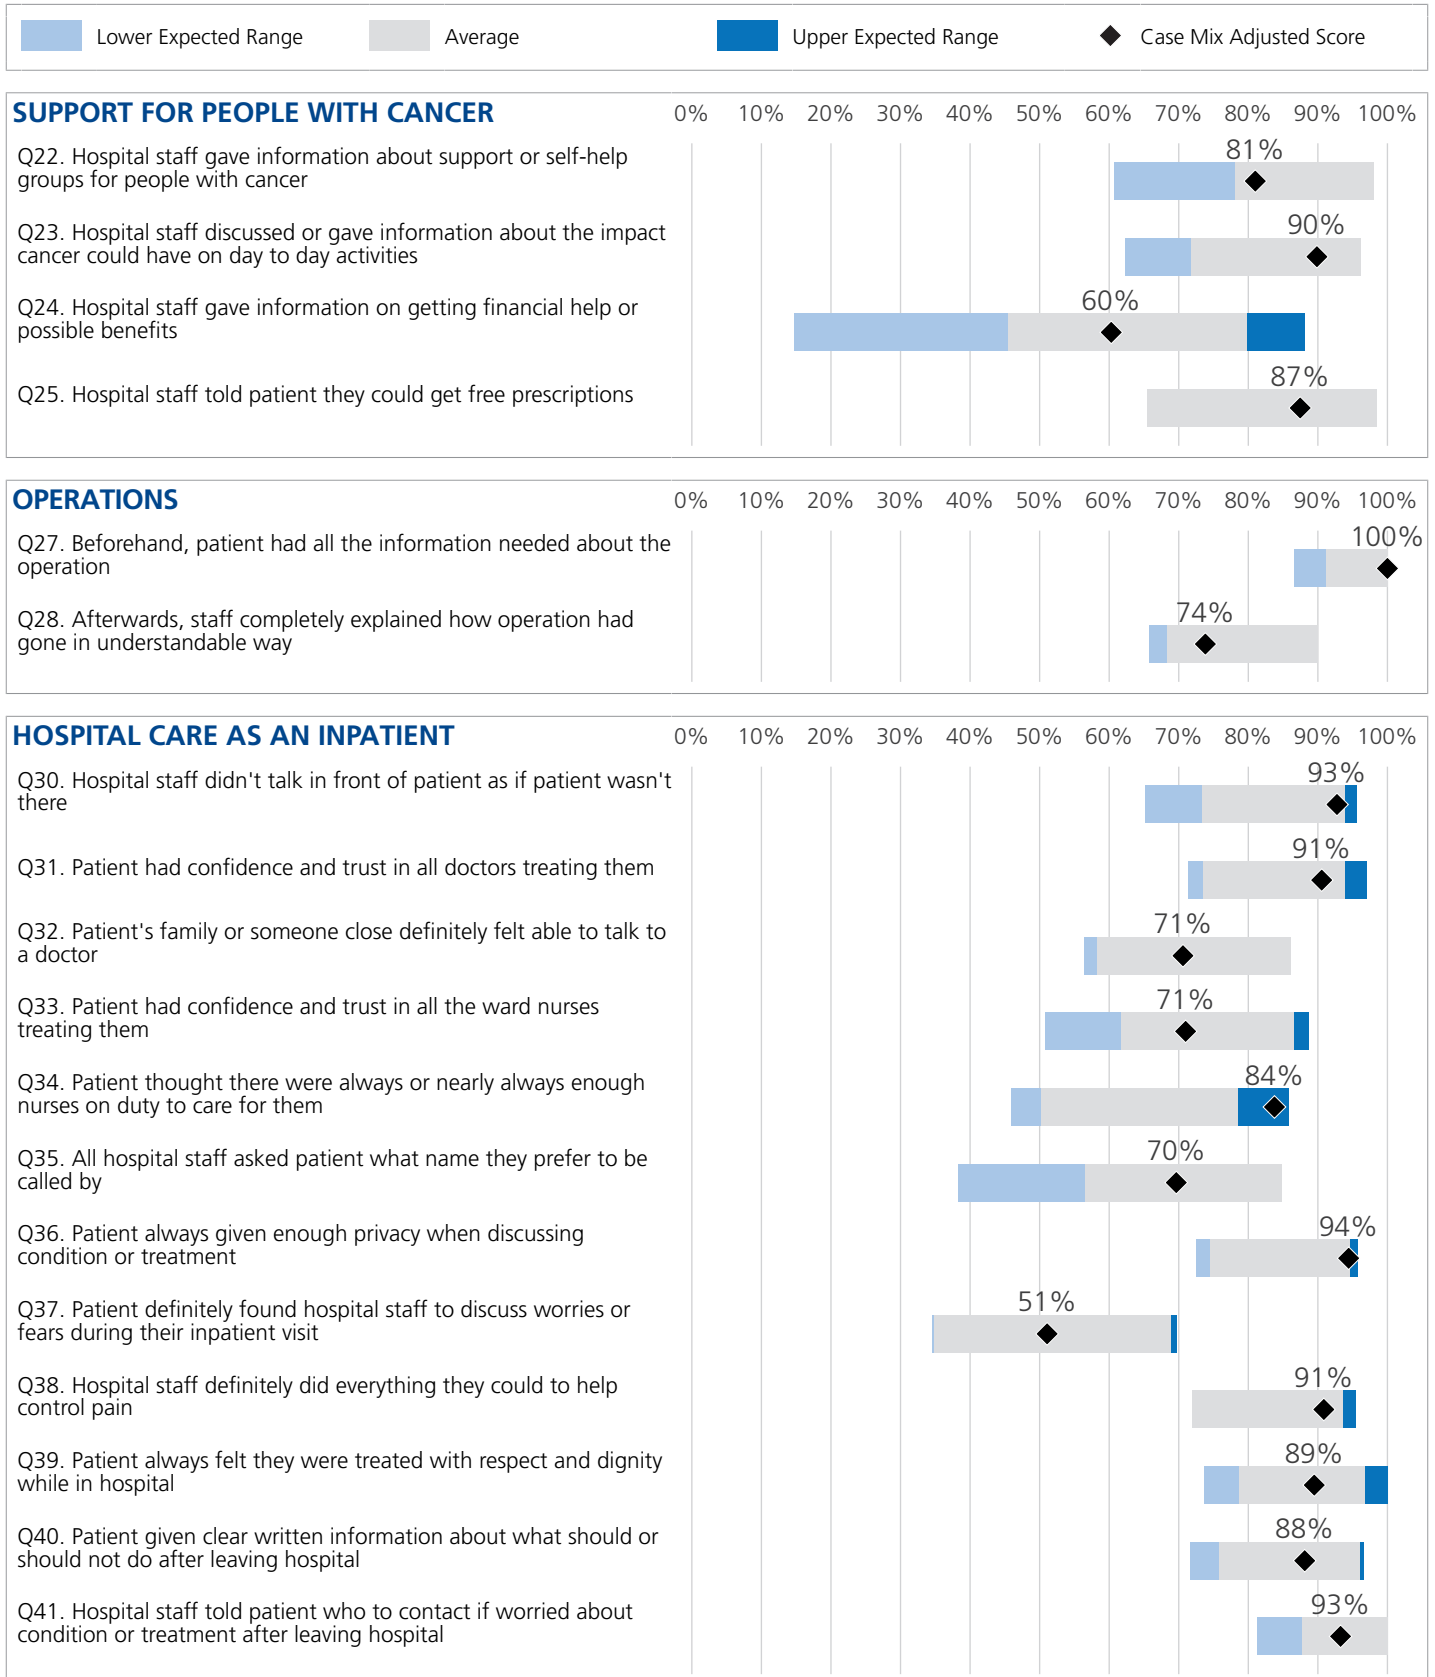 Lower Expected Range Average Upper Expected Range Case Mix Adjusted Score
SUPPORT FOR PEOPLE WITH CANCER 0% 10% 20% 30% 40% 50% 60% 70% 80% 90% 100%
Q22. Hospital staff gave information about support or self-help
groups for people with cancer
81%
Q23. Hospital staff discussed or gave information about the impact
cancer could have on day to day activities
90%
Q24. Hospital staff gave information on getting financial help or
possible benefits
60%
Q25. Hospital staff told patient they could get free prescriptions
87%
OPERATIONS 0% 10% 20% 30% 40% 50% 60% 70% 80% 90% 100%
Q27. Beforehand, patient had all the information needed about the
operation
100%
Q28. Afterwards, staff completely explained how operation had
gone in understandable way
74%
HOSPITAL CARE AS AN INPATIENT 0% 10% 20% 30% 40% 50% 60% 70% 80% 90% 100%
Q30. Hospital staff didn't talk in front of patient as if patient wasn't
there
93%
Q31. Patient had confidence and trust in all doctors treating them
91%
Q32. Patient's family or someone close definitely felt able to talk to
a doctor
71%
Q33. Patient had confidence and trust in all the ward nurses
treating them
71%
Q34. Patient thought there were always or nearly always enough
nurses on duty to care for them
84%
Q35. All hospital staff asked patient what name they prefer to be
called by
70%
Q36. Patient always given enough privacy when discussing
condition or treatment
94%
Q37. Patient definitely found hospital staff to discuss worries or
fears during their inpatient visit
51%
Q38. Hospital staff definitely did everything they could to help
control pain
91%
Q39. Patient always felt they were treated with respect and dignity
while in hospital
89%
Q40. Patient given clear written information about what should or
should not do after leaving hospital
88%
Q41. Hospital staff told patient who to contact if worried about
condition or treatment after leaving hospital
93%